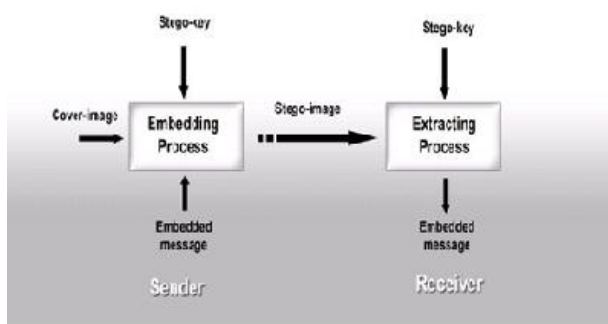 Stego-key
Stego-key
Cover-image
Embedding
Process
Stego-image
Extracting
Process
Embedded
message
Embedded
message
Sender
Receiver